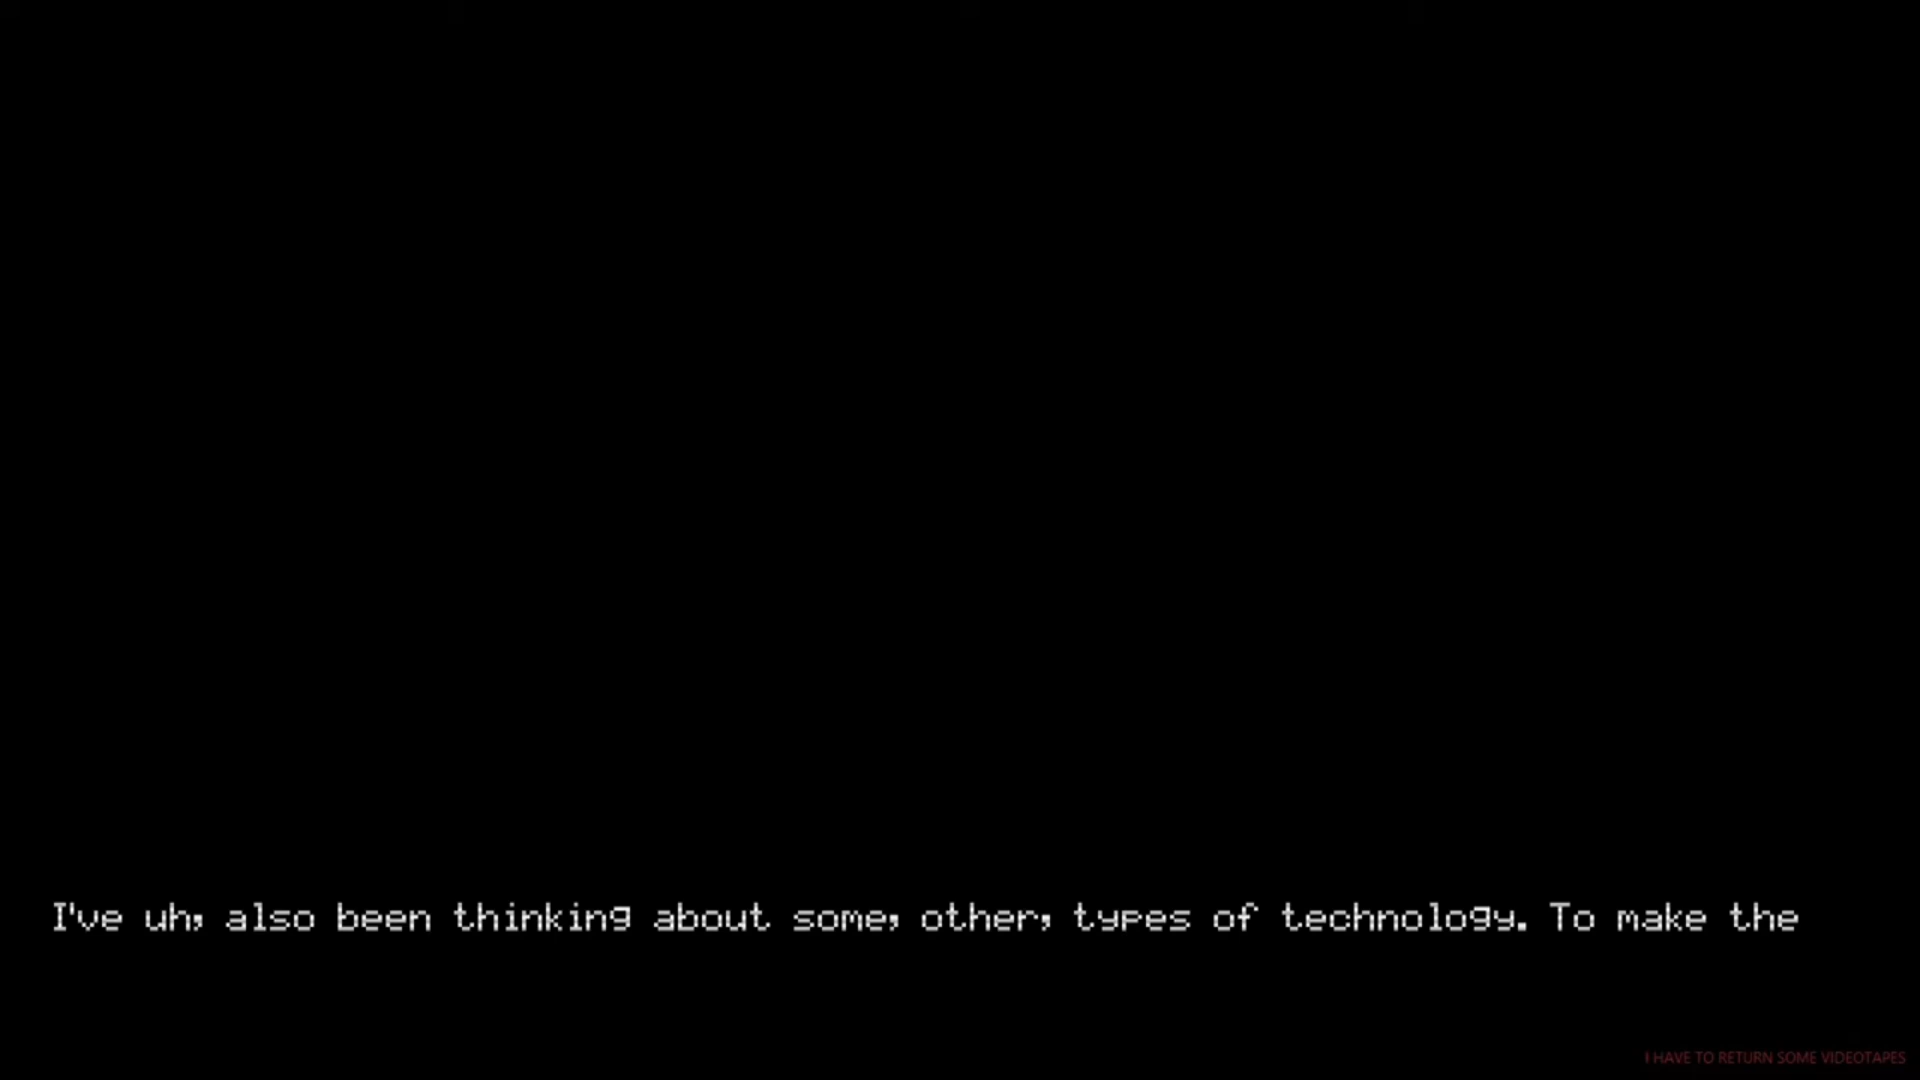 I've uh, also been thinking about some, other, types of technology. To make the
I HAVE TO RETURN SOME VIDEOTAPES